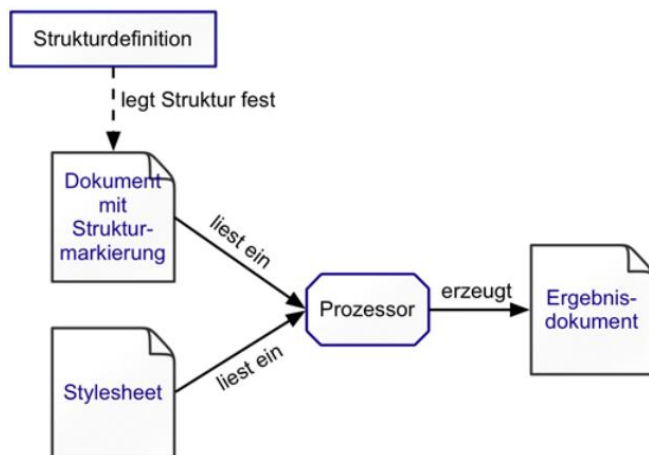 Strukturdefinition
legt Struktur fest
Dokument
mit
Struktur-
markierung
liest ein
Prozessor
erzeugt
Ergebnis-
dokument
liest ein
Stylesheet